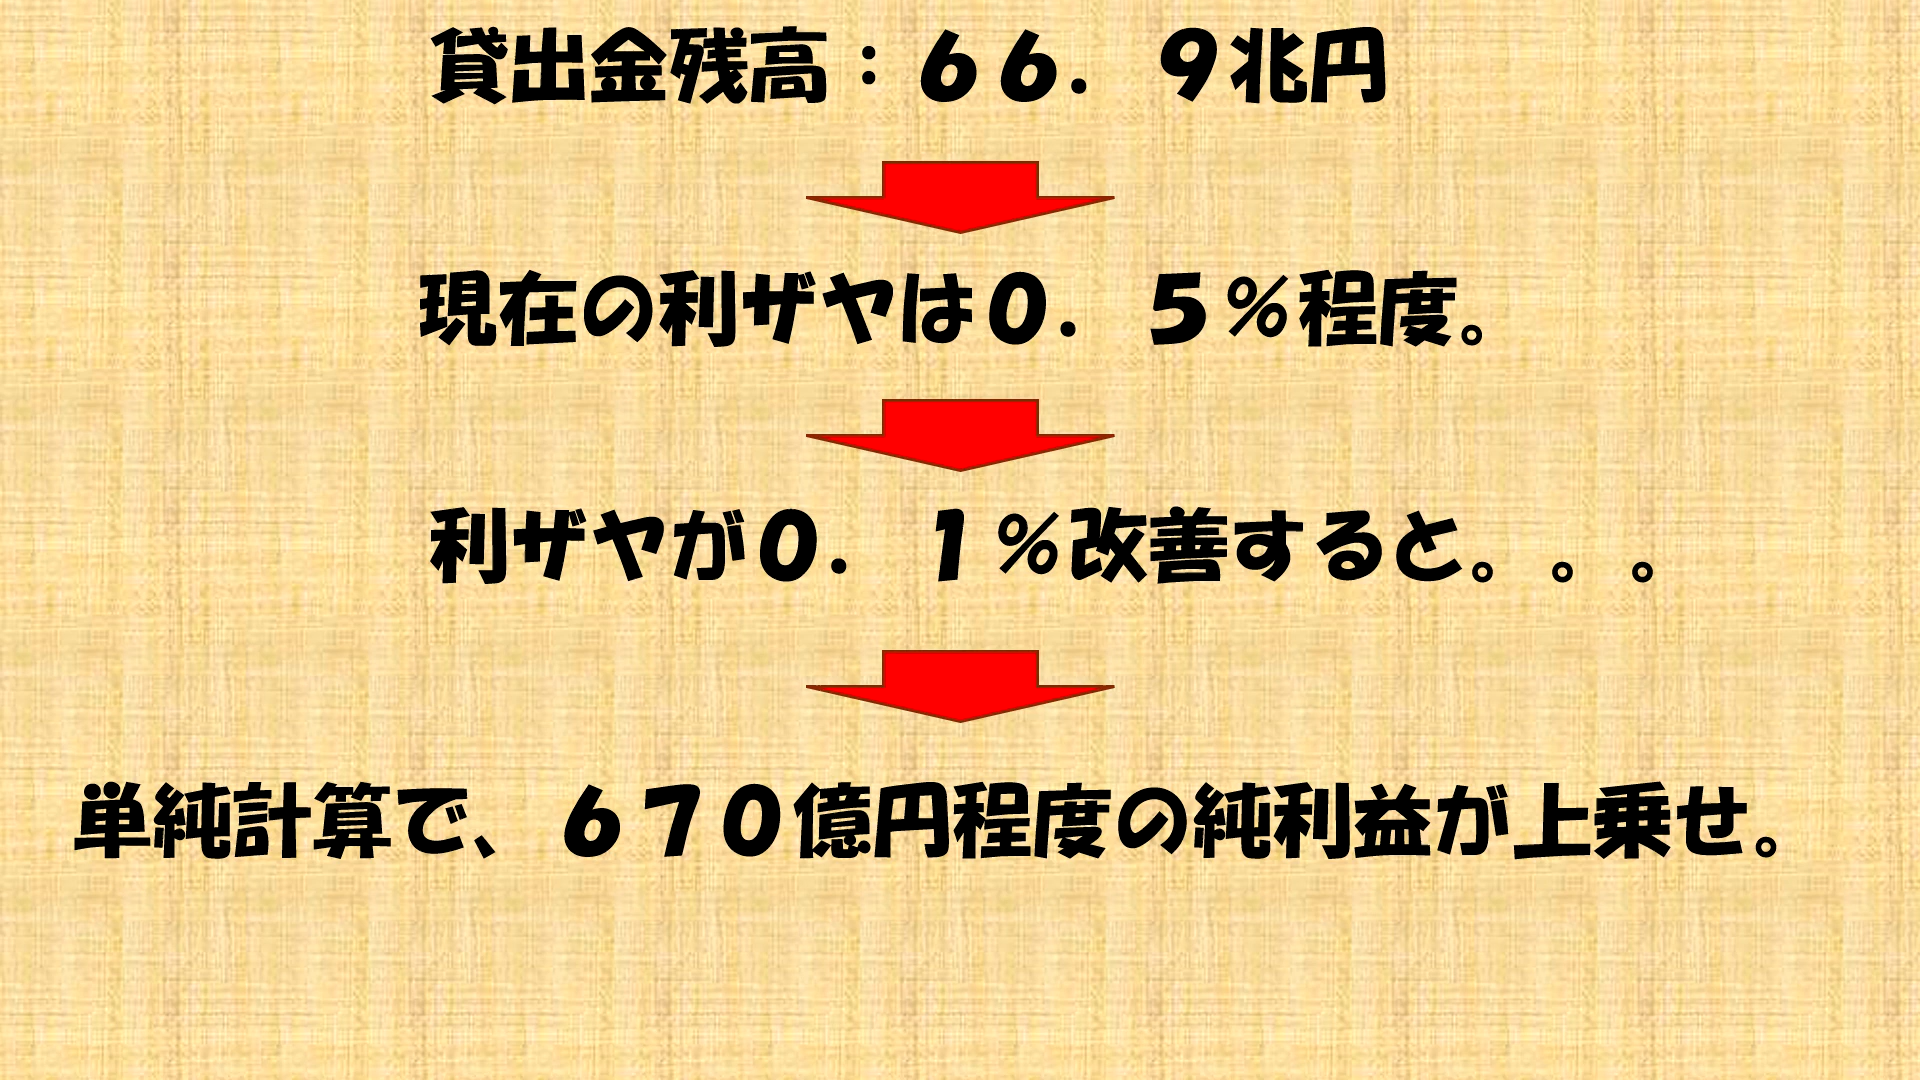 貸出金残高：６６．９兆円
現在の利ザヤは０．５％程度。
利ザヤが０．１％改善すると。。。
単純計算で、６７０億円程度の純利益が上乗せ。